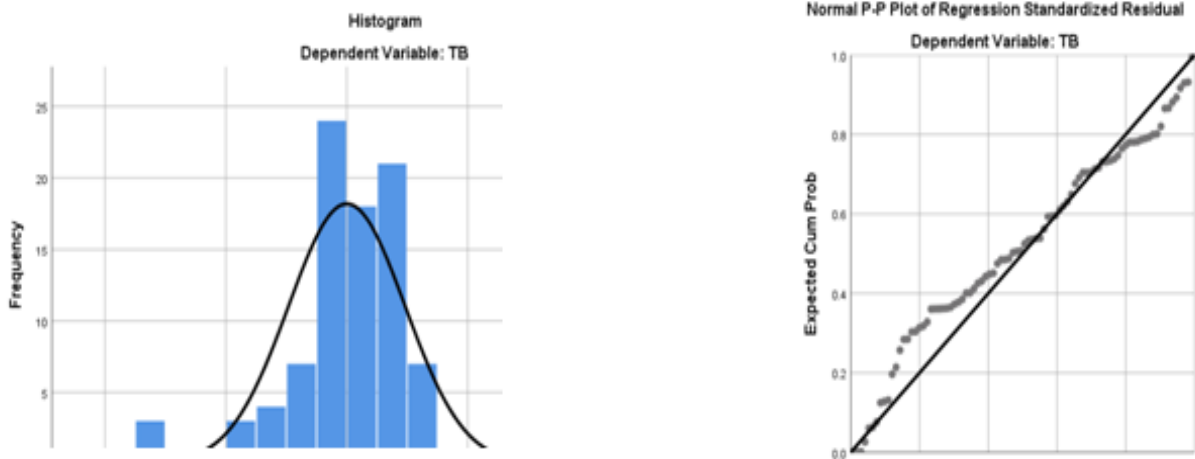 Histogram
Dependent Variable: TB
Frequency
25
20
15
10
5
Normal P-P Plot of Regression Standardized Residual
Dependent Variable: TB
Expected Cum Prob
1.0
0.8
0.6
0.4
0.2
0.0